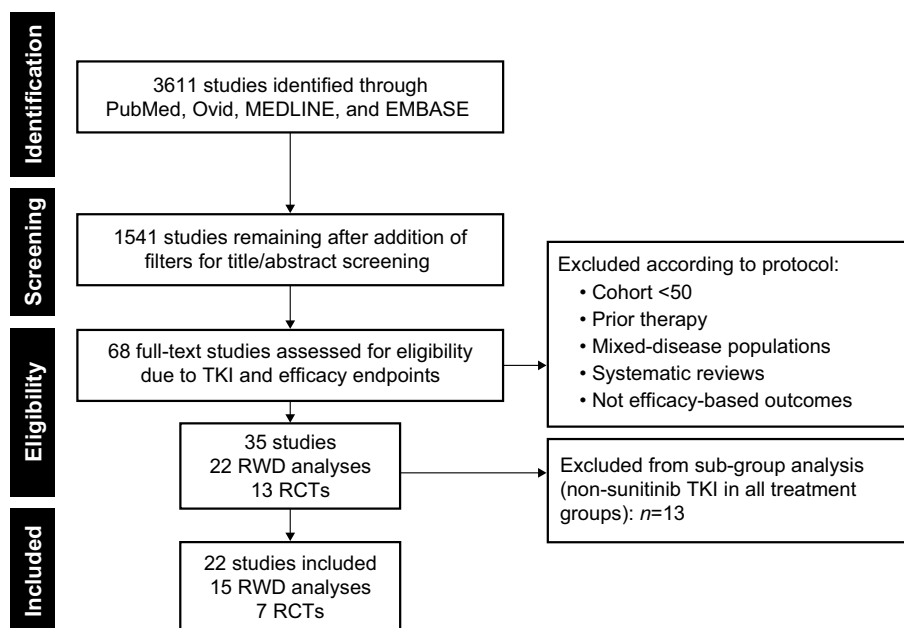 Identification
3611 studies identified through
PubMed, Ovid, MEDLINE, and EMBASE
Screening
1541 studies remaining after addition of
filters for title/abstract screening
Excluded according to protocol:
• Cohort <50
• Prior therapy
• Mixed-disease populations
• Systematic reviews
• Not efficacy-based outcomes
Eligibility
68 full-text studies assessed for eligibility
due to TKI and efficacy endpoints
35 studies
22 RWD analyses
13 RCTs
Excluded from sub-group analysis
(non-sunitinib TKI in all treatment
groups): n=13
Included
22 studies included
15 RWD analyses
7 RCTs